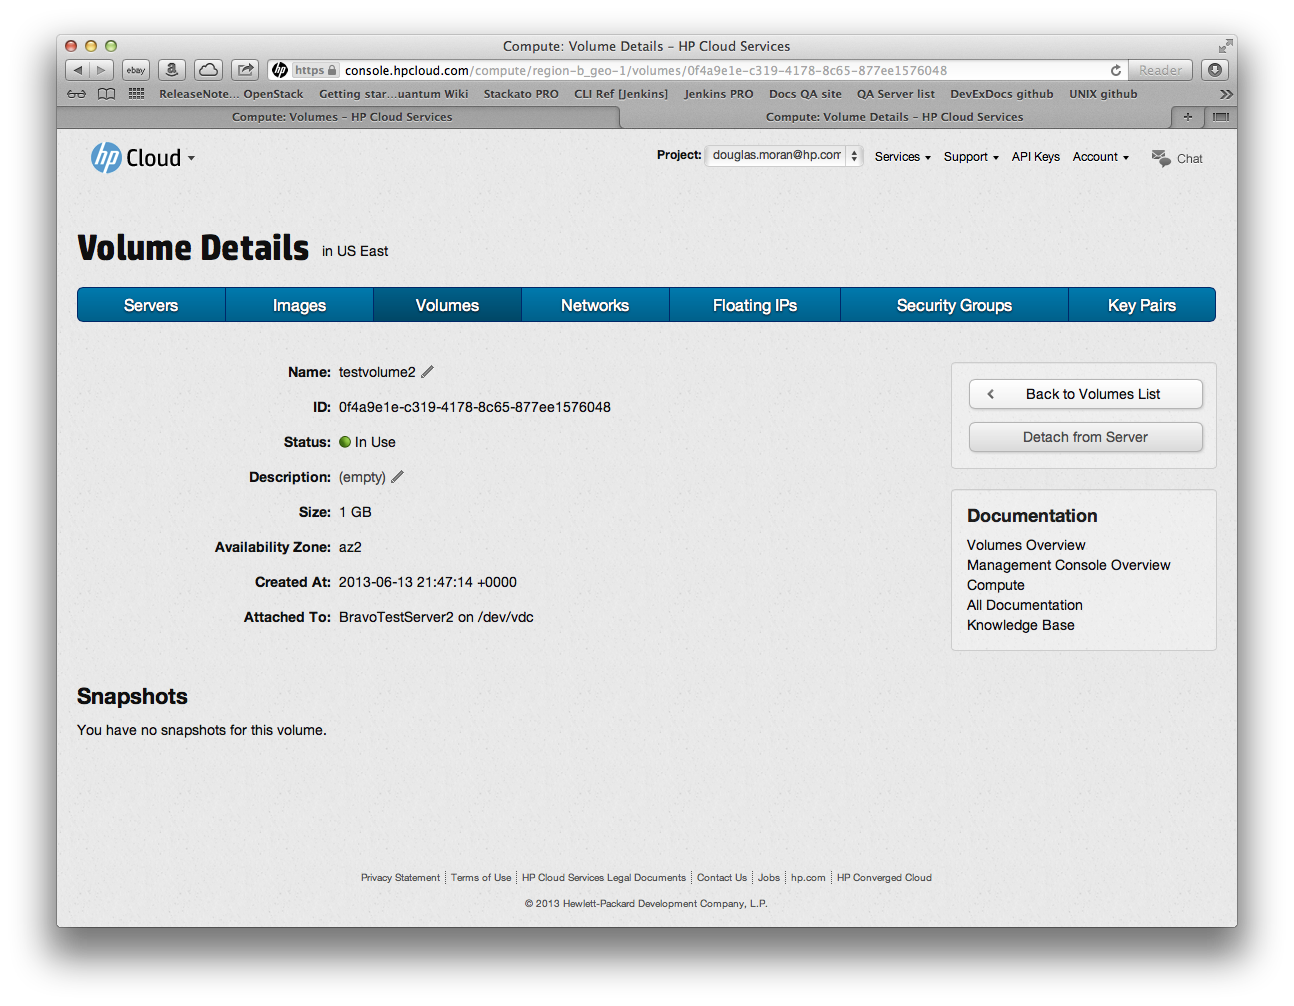 Compute: Volume Details – HP Cloud Services
ebay a hp https console.hpcloud.com/compute/region-b_geo-1/volumes/0f4a9e1e-c319-4178-8c65-877ee1576048 Reader
ReleaseNote... OpenStack Getting star...uantum Wiki Stackato PRO CLI Ref [Jenkins] Jenkins PRO Docs QA site QA Server list DevExDocs github UNIX github
Compute: Volumes – HP Cloud Services Compute: Volume Details – HP Cloud Services
hp Cloud Project: douglas.moran@hp.com Services Support API Keys Account Chat
Volume Details in US East
Servers Images Volumes Networks Floating IPs Security Groups Key Pairs
Name: testvolume2
ID: 0f4a9e1e-c319-4178-8c65-877ee1576048
Status: In Use
Description: (empty)
Size: 1 GB
Availability Zone: az2
Created At: 2013-06-13 21:47:14 +0000
Attached To: BravoTestServer2 on /dev/vdc
Back to Volumes List
Detach from Server
Documentation
Volumes Overview
Management Console Overview
Compute
All Documentation
Knowledge Base
Snapshots
You have no snapshots for this volume.
Privacy Statement Terms of Use HP Cloud Services Legal Documents Contact Us Jobs hp.com HP Converged Cloud
© 2013 Hewlett-Packard Development Company, L.P.